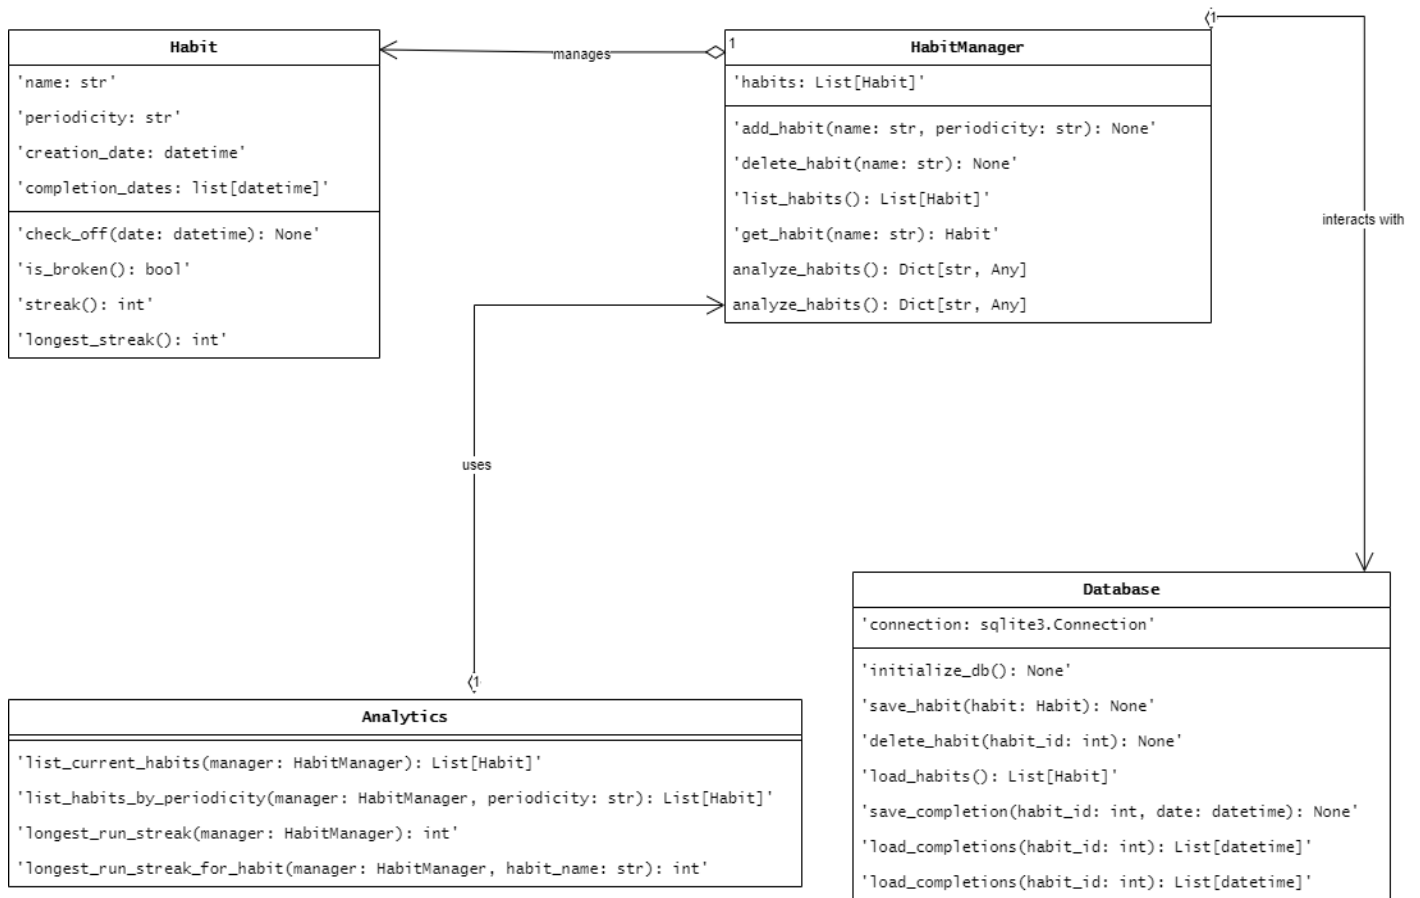 Habit
'name: str'
'periodicity: str'
'creation_date: datetime'
'completion_dates: list[datetime]'
'check_off(date: datetime): None'
'is_broken(): bool'
'streak(): int'
'longest_streak(): int'
manages
1
HabitManager
'habits: List[Habit]'
'add_habit(name: str, periodicity: str): None'
'delete_habit(name: str): None'
'list_habits(): List[Habit]'
'get_habit(name: str): Habit'
analyze_habits(): Dict[str, Any]
analyze_habits(): Dict[str, Any]
1
interacts with
uses
1
Analytics
'list_current_habits(manager: HabitManager): List[Habit]'
'list_habits_by_periodicity(manager: HabitManager, periodicity: str): List[Habit]'
'longest_run_streak(manager: HabitManager): int'
'longest_run_streak_for_habit(manager: HabitManager, habit_name: str): int'
Database
'connection: sqlite3.Connection'
'initialize_db(): None'
'save_habit(habit: Habit): None'
'delete_habit(habit_id: int): None'
'load_habits(): List[Habit]'
'save_completion(habit_id: int, date: datetime): None'
'load_completions(habit_id: int): List[datetime]'
'load_completions(habit_id: int): List[datetime]'